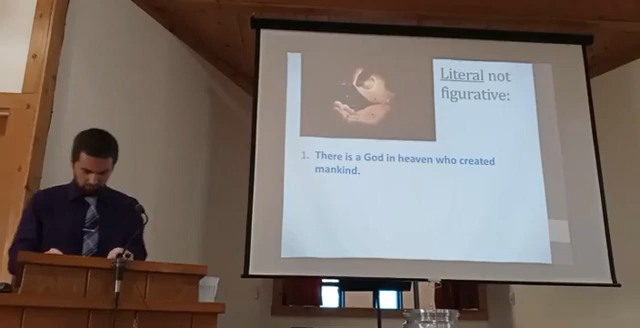 Literal not
figurative:
1. There is a God in heaven who created
mankind.